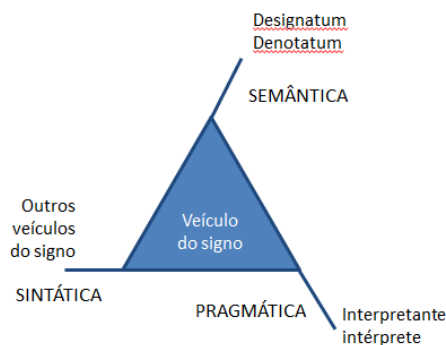 Designatum
Denotatum
SEMÂNTICA
Outros
veículos
do signo
Veículo
do signo
SINTÁTICA
PRAGMÁTICA
Interpretante
intérprete